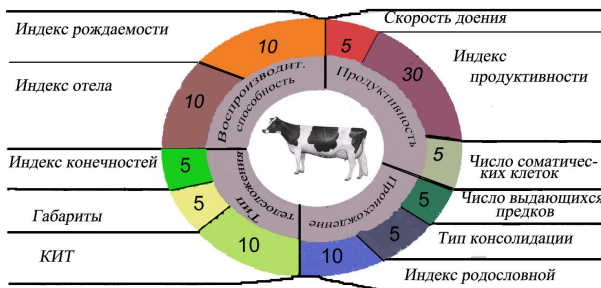 Индекс рождаемости
Индекс отела
Индекс конечностей
Габариты
КИТ
Скорость доения
Индекс
продуктивности
Число соматичес-
ких клеток
Число выдающихся
предков
Тип консолидации
Индекс родословной
10
5
30
5
5
5
10
10
5
5
10
Воспроизводит.
способность
Продуктивность
Происхождение
Тип
телосложения